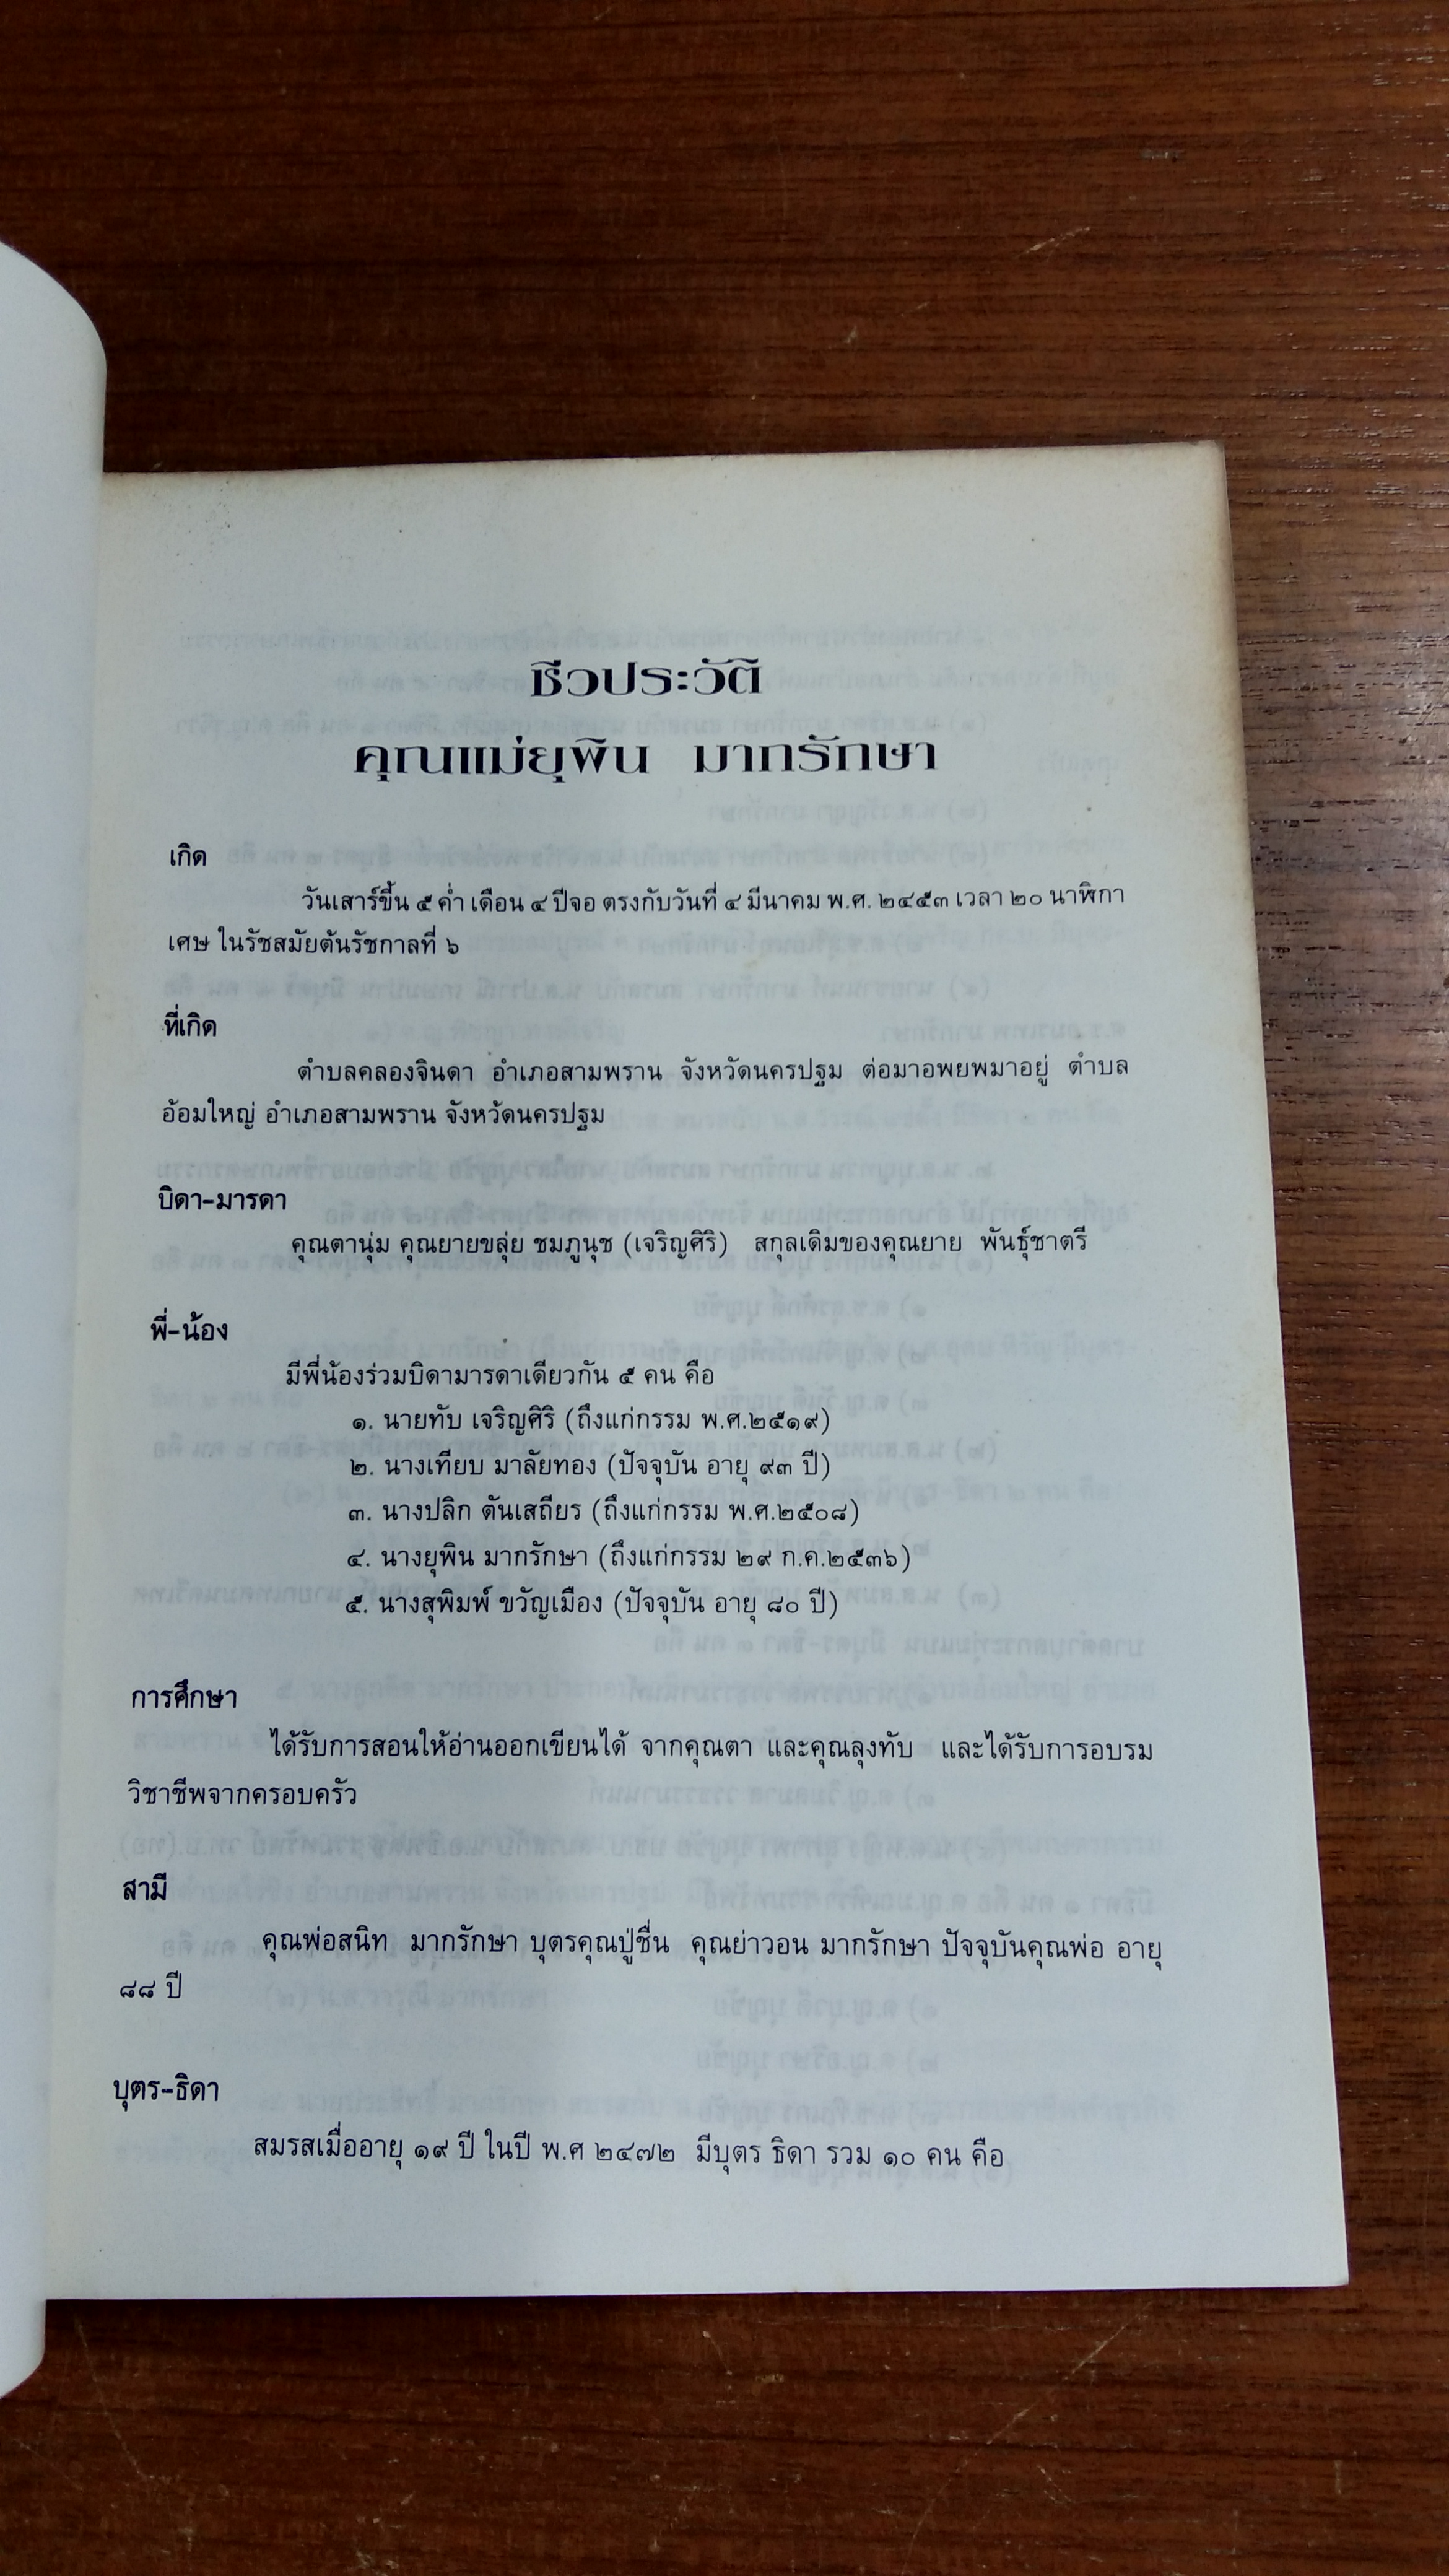 ชีวประวัติ
คุณแม่ยุพิน มากรักษา
เกิด
วันเสาร์ขึ้น ๕ ค่ำ เดือน ๔ ปีจอ ตรงกับวันที่ ๔ มีนาคม พ.ศ. ๒๔๕๓ เวลา ๒๐ นาฬิกา
เศษ ในรัชสมัยต้นรัชกาลที่ ๖
ที่เกิด
ตำบลคลองจินดา อำเภอสามพราน จังหวัดนครปฐม ต่อมาอพยพมาอยู่ ตำบล
อ้อมใหญ่ อำเภอสามพราน จังหวัดนครปฐม
บิดา-มารดา
คุณตานุ่ม คุณยายขลุ่ย ชมภูนุช (เจริญศิริ) สกุลเดิมของคุณยาย พันธุ์ชาตรี
พี่-น้อง
มีพี่น้องร่วมบิดามารดาเดียวกัน ๕ คน คือ
๑. นายทับ เจริญศิริ (ถึงแก่กรรม พ.ศ.๒๕๑๙)
๒. นางเทียบ มาลัยทอง (ปัจจุบัน อายุ ๙๓ ปี)
๓. นางปลิก ตันเสถียร (ถึงแก่กรรม พ.ศ.๒๕๐๘)
๔. นางยุพิน มากรักษา (ถึงแก่กรรม ๒๙ ก.ค.๒๕๓๖)
๕. นางสุพิมพ์ ขวัญเมือง (ปัจจุบัน อายุ ๘๐ ปี)
การศึกษา
ได้รับการสอนให้อ่านออกเขียนได้ จากคุณตา และคุณลุงทับ และได้รับการอบรม
วิชาชีพจากครอบครัว
สามี
คุณพ่อสนิท มากรักษา บุตรคุณปู่ชื่น คุณย่าวอน มากรักษา ปัจจุบันคุณพ่อ อายุ
๘๘ ปี
บุตร-ธิดา
สมรสเมื่ออายุ ๑๙ ปี ในปี พ.ศ ๒๔๗๒ มีบุตร ธิดา รวม ๑๐ คน คือ